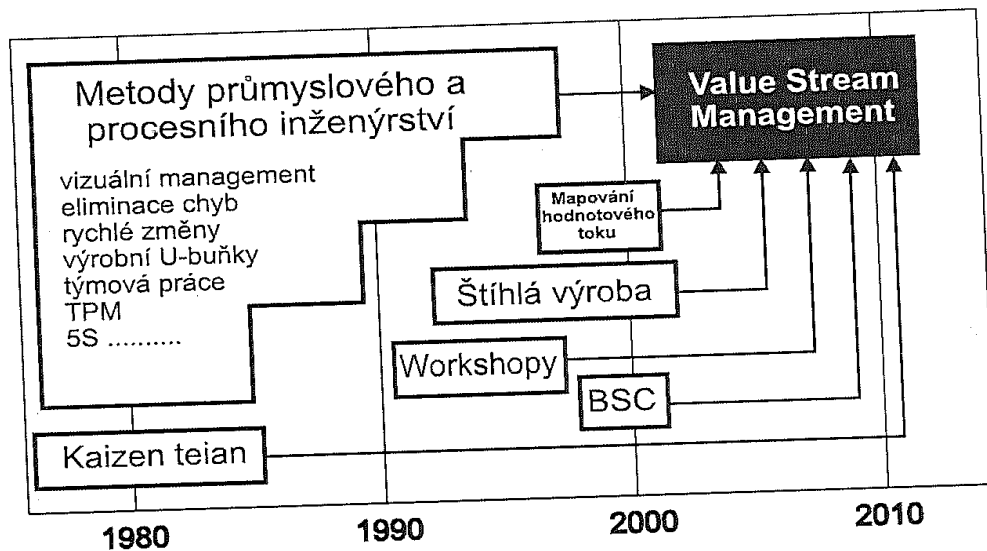 Metody průmyslového a
procesního inženýrství
vizuální management
eliminace chyb
rychlé změny
výrobní U-buňky
týmová práce
TPM
5S ..........
Value Stream
Management
Mapování
hodnotového
toku
Štíhlá výroba
Workshopy
BSC
Kaizen teian
1980
1990
2000
2010